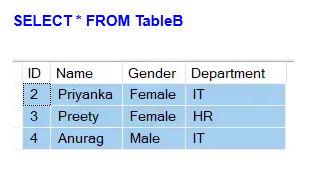 SELECT * FROM TableB
ID Name Gender Department
2 Priyanka Female IT
3 Preety Female HR
4 Anurag Male IT